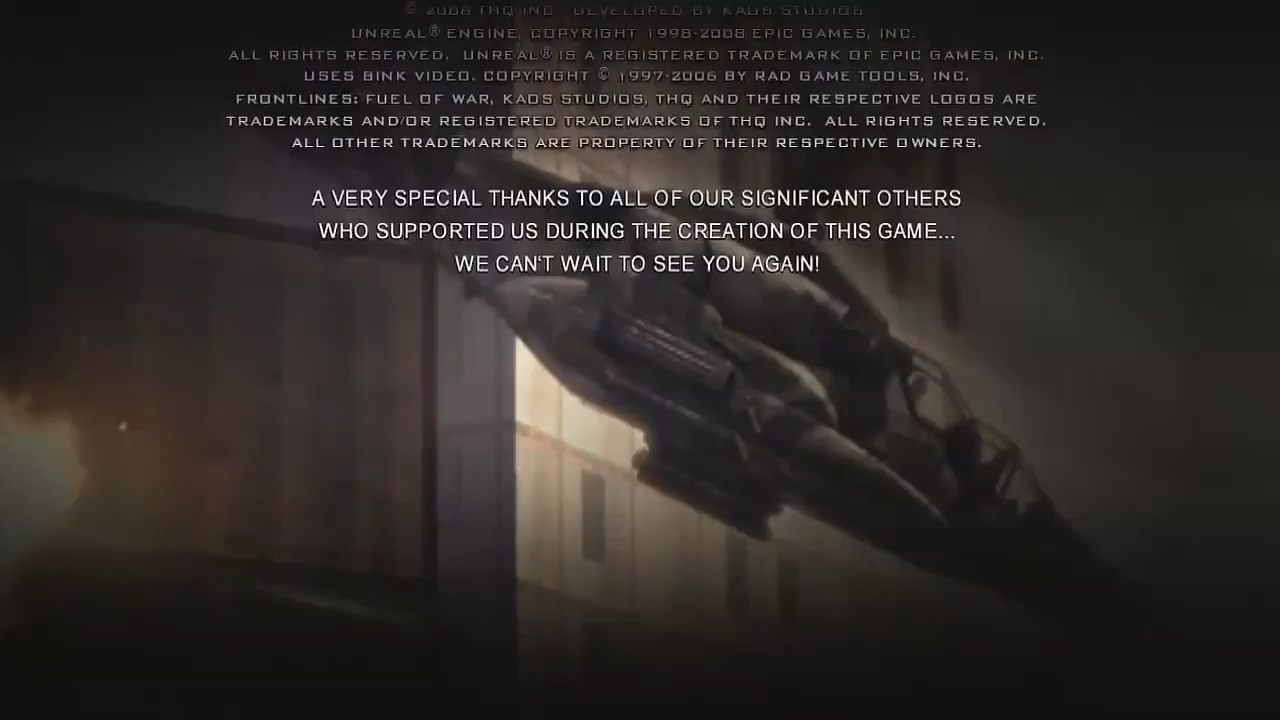 © 2008 THQ INC. DEVELOPED BY KAOS STUDIOS
UNREAL® ENGINE, COPYRIGHT 1998-2008 EPIC GAMES, INC.
ALL RIGHTS RESERVED. UNREAL® IS A REGISTERED TRADEMARK OF EPIC GAMES, INC.
USES BINK VIDEO. COPYRIGHT © 1997-2006 BY RAD GAME TOOLS, INC.
FRONTLINES: FUEL OF WAR, KAOS STUDIOS, THQ AND THEIR RESPECTIVE LOGOS ARE
TRADEMARKS AND/OR REGISTERED TRADEMARKS OF THQ INC. ALL RIGHTS RESERVED.
ALL OTHER TRADEMARKS ARE PROPERTY OF THEIR RESPECTIVE OWNERS.
A VERY SPECIAL THANKS TO ALL OF OUR SIGNIFICANT OTHERS
WHO SUPPORTED US DURING THE CREATION OF THIS GAME...
WE CAN'T WAIT TO SEE YOU AGAIN!